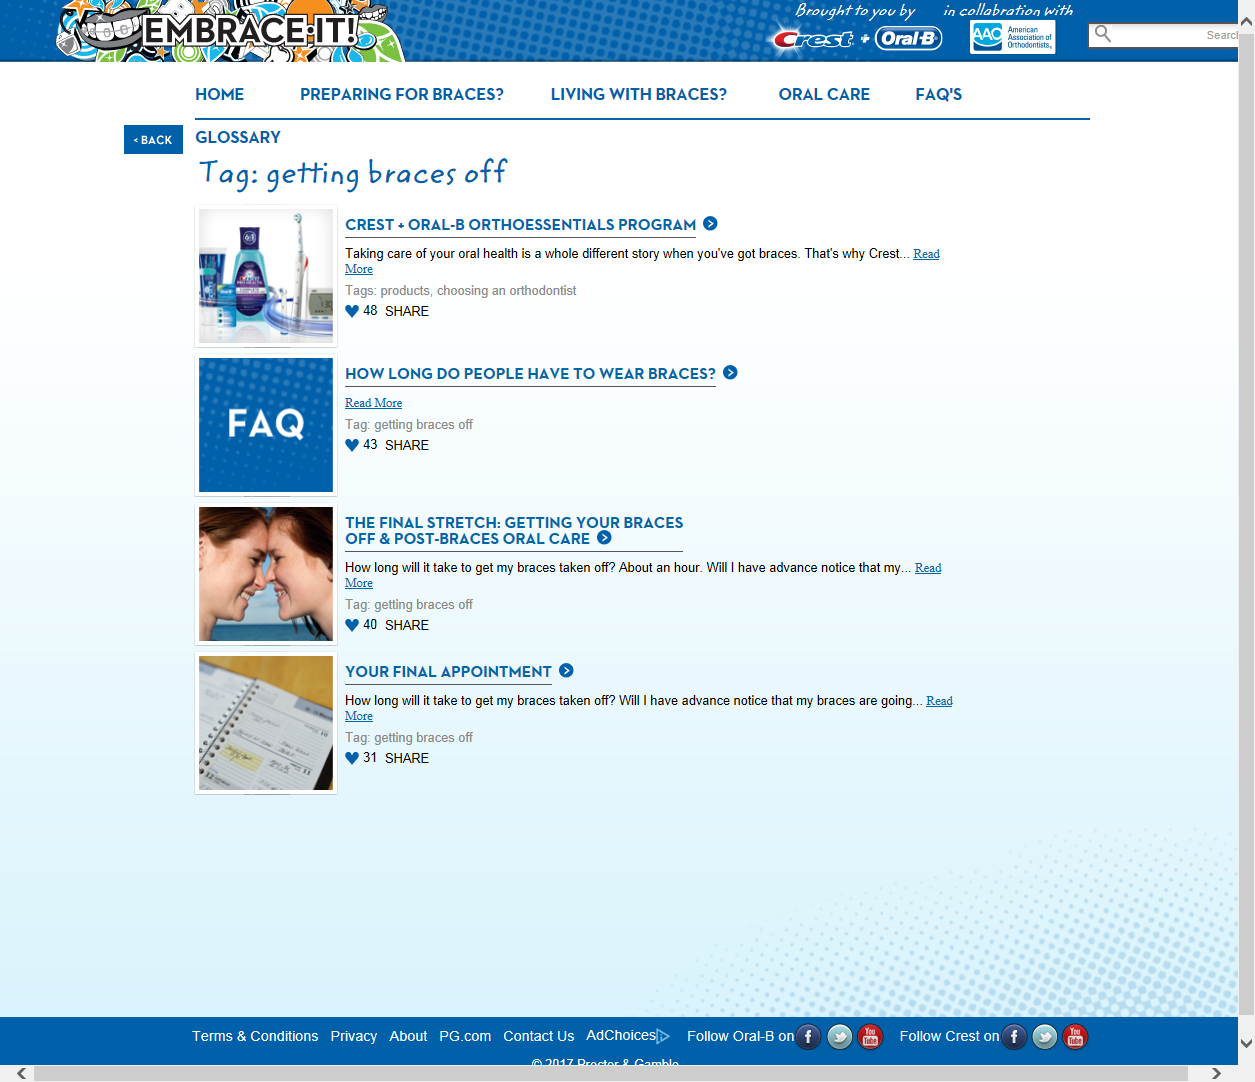 EMBRACE·IT!
Brought to you by in collabration with
Crest + Oral-B
AAO American Association of Orthodontists
Search
HOME PREPARING FOR BRACES? LIVING WITH BRACES? ORAL CARE FAQ'S
< BACK GLOSSARY
Tag: getting braces off
CREST + ORAL-B ORTHOESSENTIALS PROGRAM
Taking care of your oral health is a whole different story when you've got braces. That's why Crest... Read
More
Tags: products, choosing an orthodontist
48 SHARE
FAQ
HOW LONG DO PEOPLE HAVE TO WEAR BRACES?
Read More
Tag: getting braces off
43 SHARE
THE FINAL STRETCH: GETTING YOUR BRACES
OFF & POST-BRACES ORAL CARE
How long will it take to get my braces taken off? About an hour. Will I have advance notice that my... Read
More
Tag: getting braces off
40 SHARE
YOUR FINAL APPOINTMENT
How long will it take to get my braces taken off? Will I have advance notice that my braces are going... Read
More
Tag: getting braces off
31 SHARE
Terms & Conditions Privacy About PG.com Contact Us AdChoices Follow Oral-B on f You Tube Follow Crest on f You Tube
© 2017 Procter & Gamble